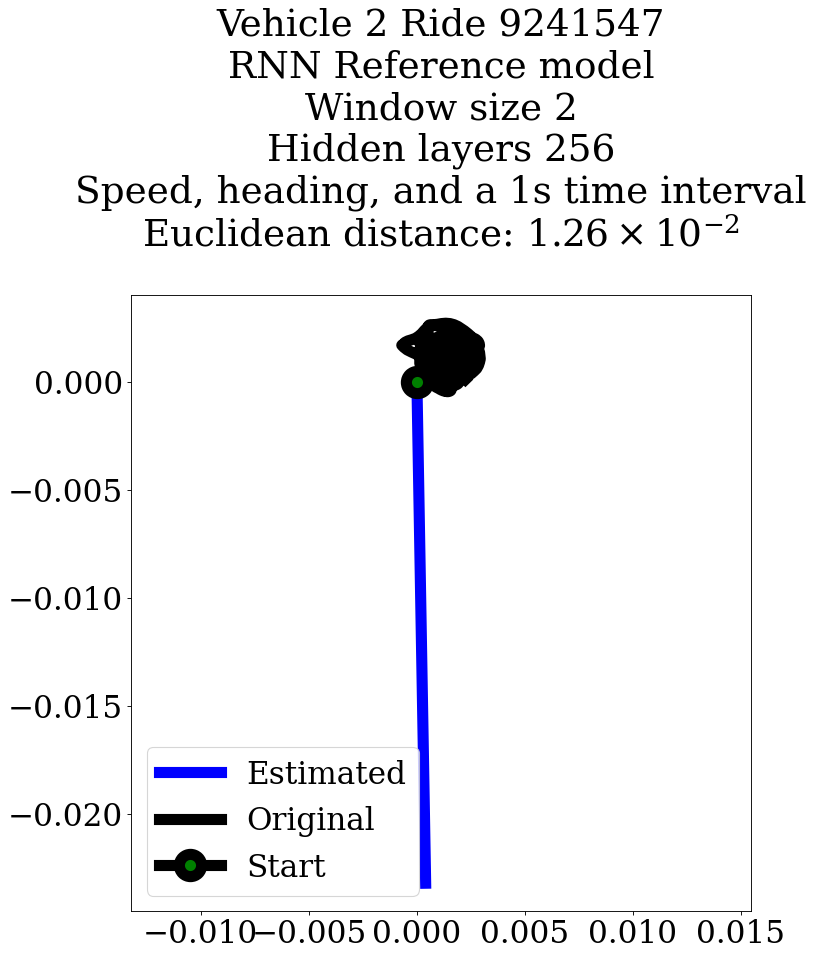 Vehicle 2 Ride 9241547
RNN Reference model
Window size 2
Hidden layers 256
Speed, heading, and a 1s time interval
Euclidean distance: 1.26 × 10⁻²
0.000
−0.005
−0.010
−0.015
−0.020
Estimated
Original
Start
−0.010 −0.005 0.000 0.005 0.010 0.015